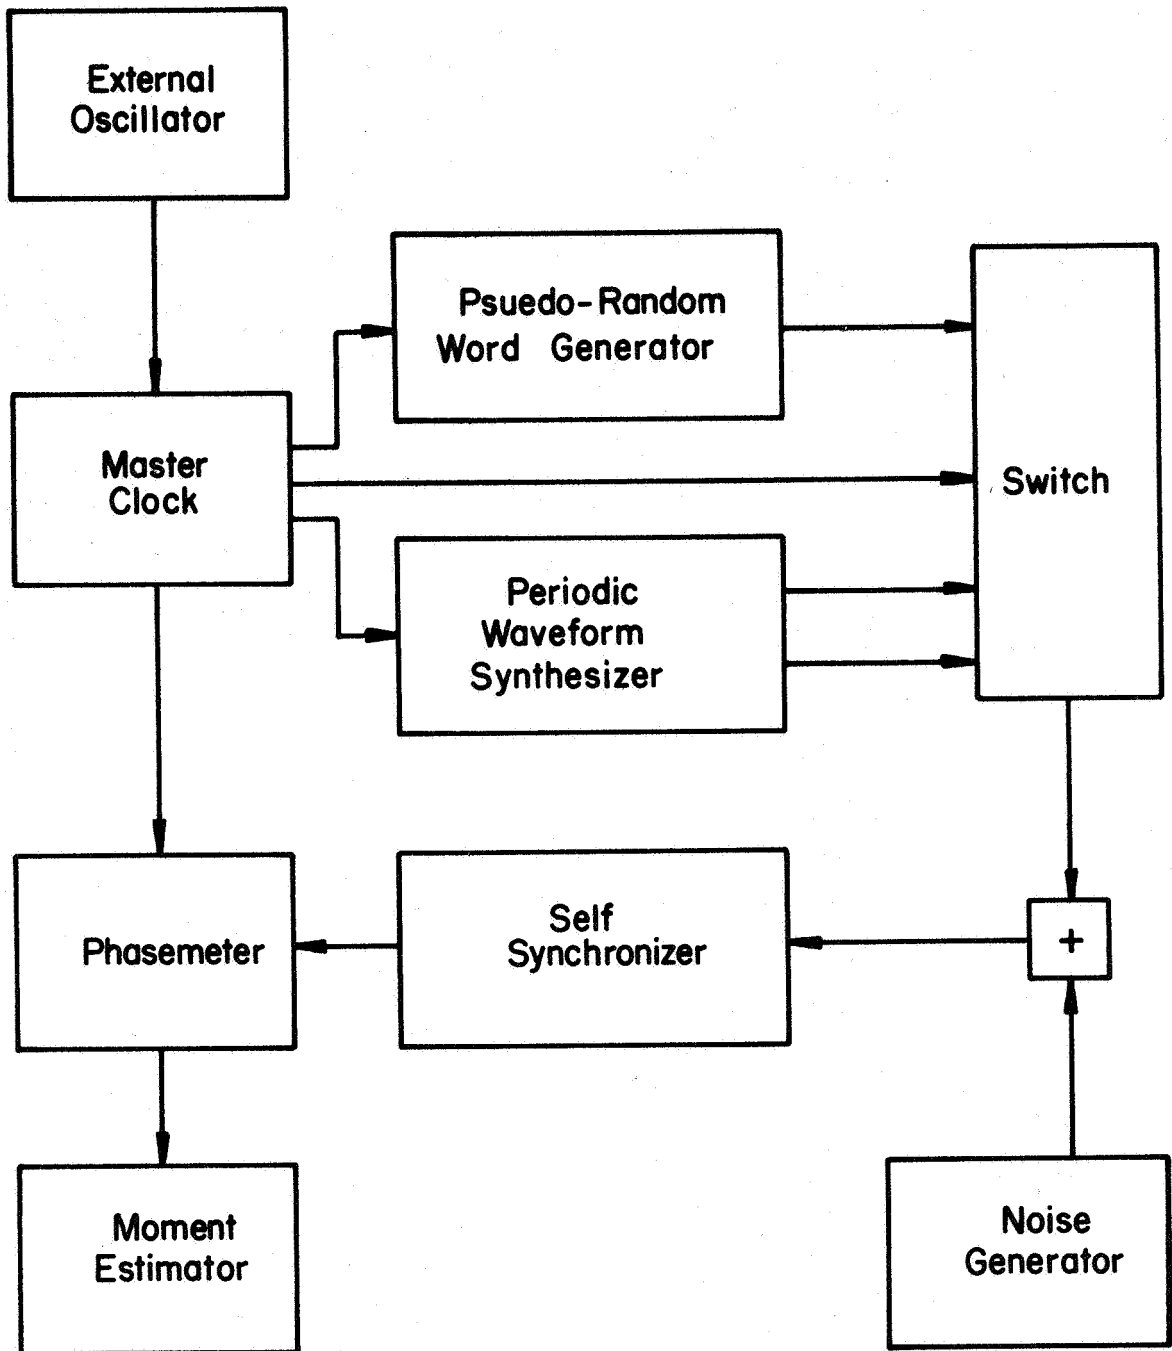 External
Oscillator
Psuedo-Random
Word Generator
Master
Clock
Switch
Periodic
Waveform
Synthesizer
Phasemeter
Self
Synchronizer
+
Moment
Estimator
Noise
Generator